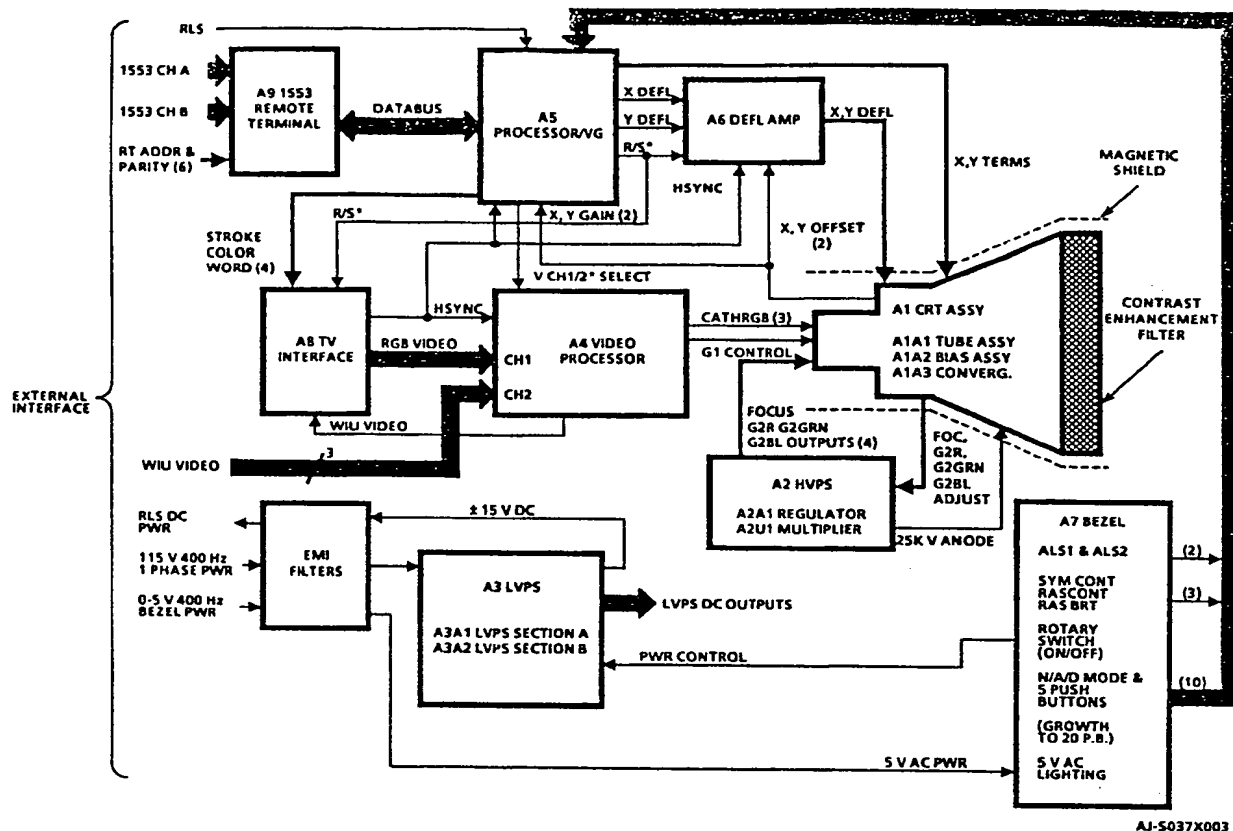 RLS
1553 CH A
1553 CH B
RT ADDR &
PARITY (6)
A9 1553
REMOTE
TERMINAL
DATABUS
A5
PROCESSOR/VG
X DEFL
Y DEFL
R/S*
A6 DEFL AMP
X,Y DEFL
X,Y TERMS
MAGNETIC
SHIELD
HSYNC
R/S*
X, Y GAIN (2)
X, Y OFFSET
(2)
STROKE
COLOR
WORD (4)
V CH1/2* SELECT
A8 TV
INTERFACE
HSYNC
RGB VIDEO
A4 VIDEO
PROCESSOR
CH1
CH2
CATHRGB (3)
G1 CONTROL
A1 CRT ASSY
A1A1 TUBE ASSY
A1A2 BIAS ASSY
A1A3 CONVERG.
CONTRAST
ENHANCEMENT
FILTER
EXTERNAL
INTERFACE
WIU VIDEO
WIU VIDEO
3
FOCUS
G2R G2GRN
G2BL OUTPUTS (4)
FOC,
G2R,
G2GRN
G2BL
ADJUST
A2 HVPS
A2A1 REGULATOR
A2U1 MULTIPLIER
25K V ANODE
RLS DC
PWR
115 V 400 Hz
1 PHASE PWR
0-5 V 400 Hz
BEZEL PWR
EMI
FILTERS
± 15 V DC
A3 LVPS
A3A1 LVPS SECTION A
A3A2 LVPS SECTION B
LVPS DC OUTPUTS
PWR CONTROL
5 V AC PWR
A7 BEZEL
ALS1 & ALS2
(2)
SYM CONT
RASCONT
RAS BRT
(3)
ROTARY
SWITCH
(ON/OFF)
N/A/D MODE &
5 PUSH
BUTTONS
(10)
(GROWTH
TO 20 P.B.)
5 V AC
LIGHTING
AJ-S037X003